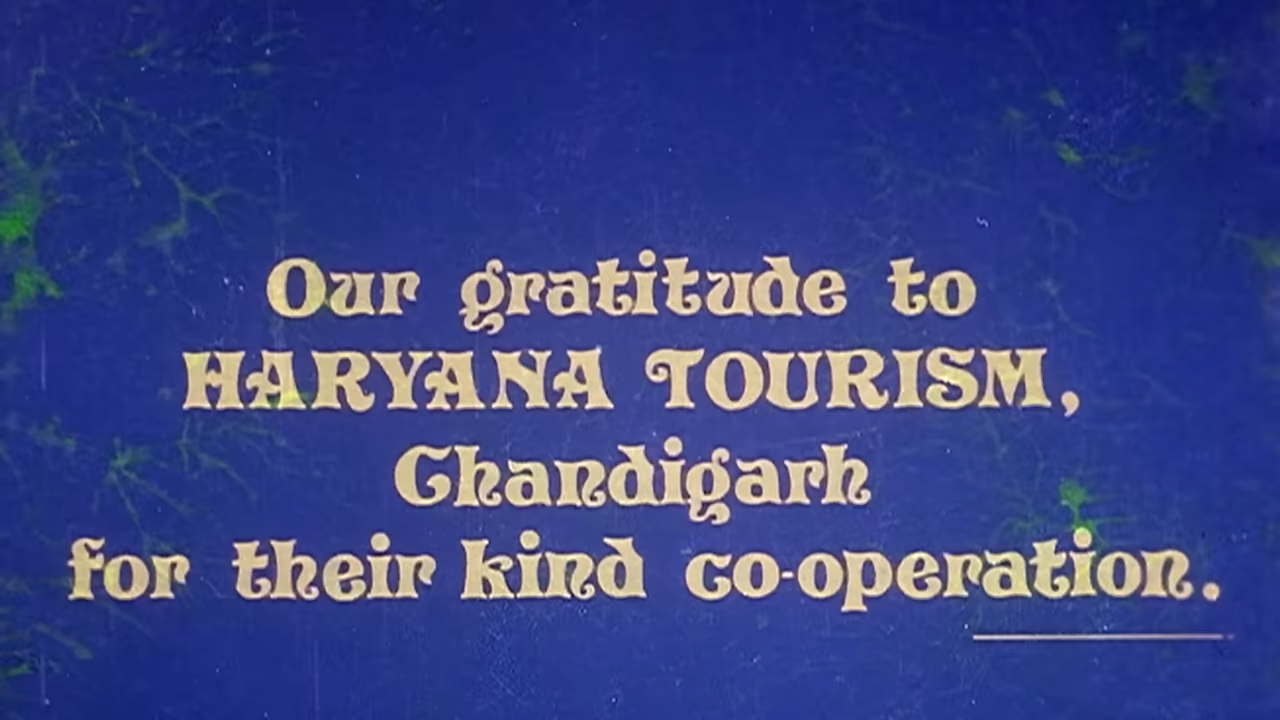 Our gratitude to
HARYANA TOURISM,
Chandigarh
for their kind co-operation.